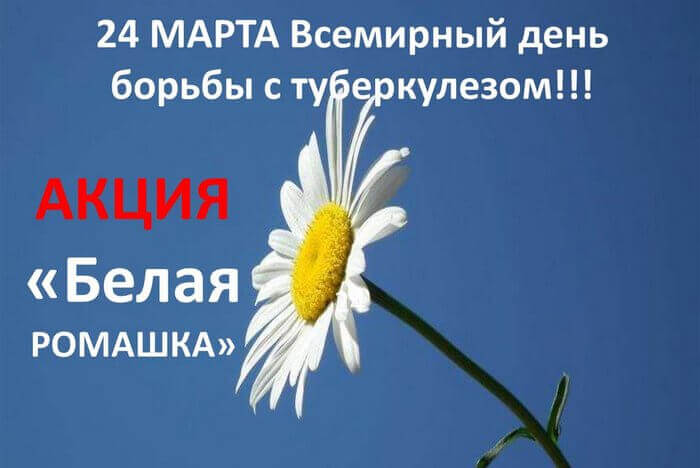 24 МАРТА Всемирный день
борьбы с туберкулезом!!!
АКЦИЯ
«Белая
РОМАШКА»